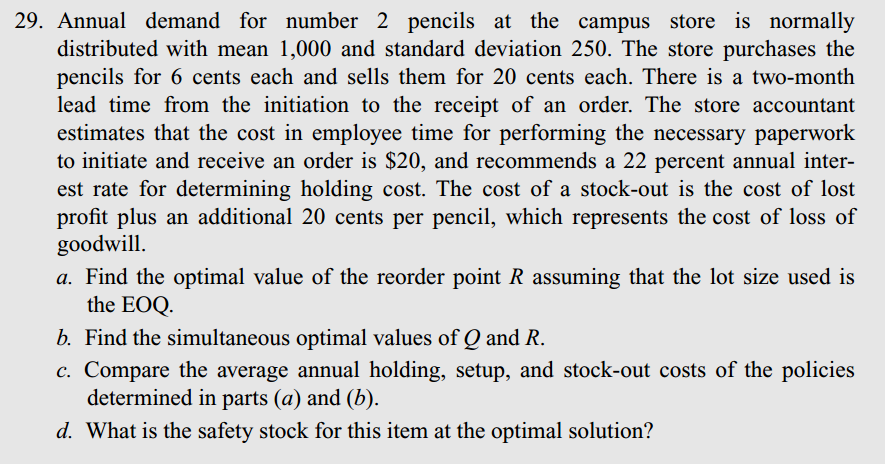 29. Annual demand for number 2 pencils at the campus store is normally
distributed with mean 1,000 and standard deviation 250. The store purchases the
pencils for 6 cents each and sells them for 20 cents each. There is a two-month
lead time from the initiation to the receipt of an order. The store accountant
estimates that the cost in employee time for performing the necessary paperwork
to initiate and receive an order is $20, and recommends a 22 percent annual inter-
est rate for determining holding cost. The cost of a stock-out is the cost of lost
profit plus an additional 20 cents per pencil, which represents the cost of loss of
goodwill.
a. Find the optimal value of the reorder point R assuming that the lot size used is
the EOQ.
b. Find the simultaneous optimal values of Q and R.
c. Compare the average annual holding, setup, and stock-out costs of the policies
determined in parts (a) and (b).
d. What is the safety stock for this item at the optimal solution?